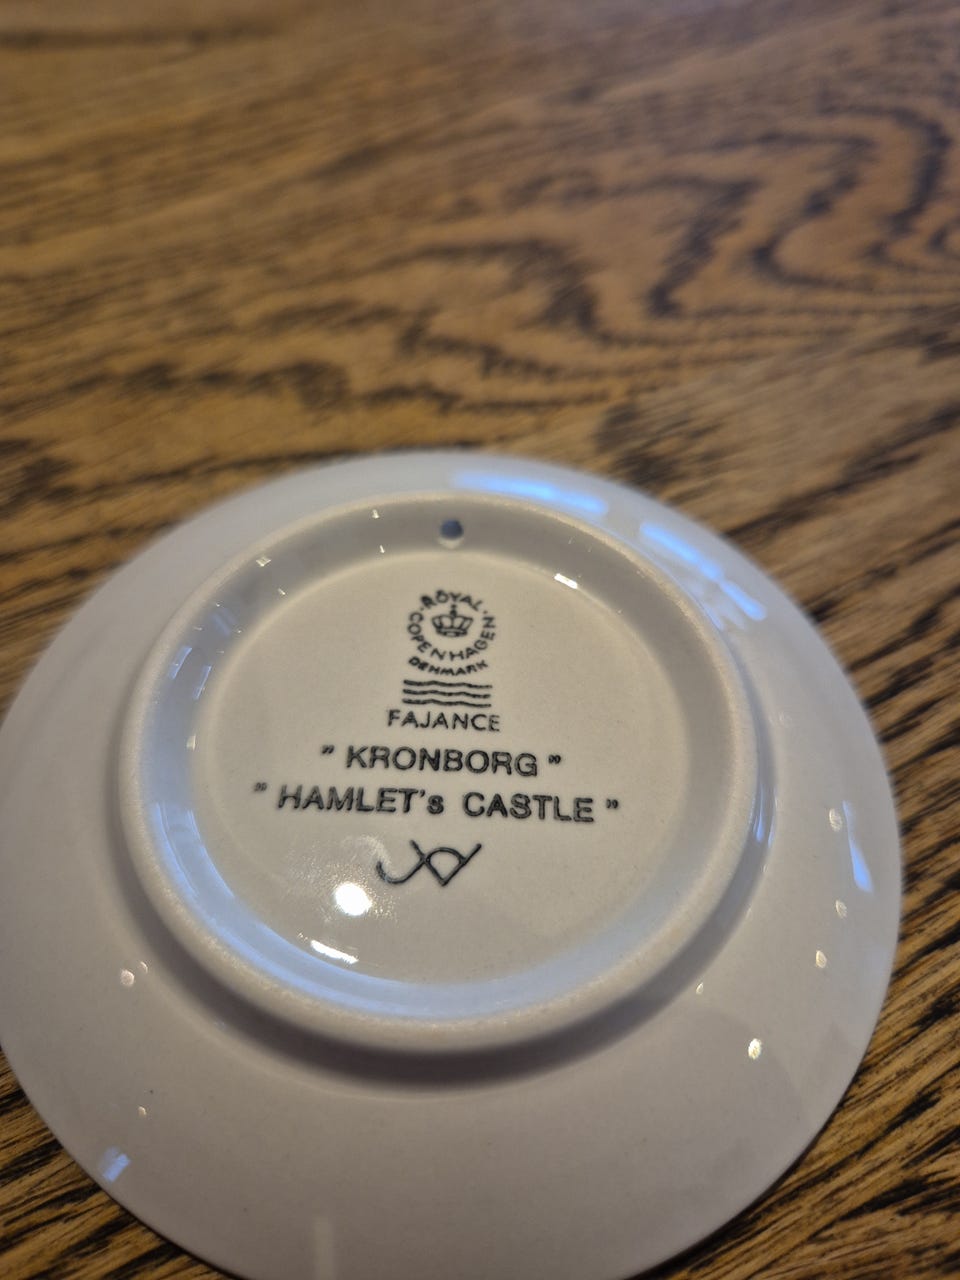 ROYAL
COPENHAGEN
DENMARK
FAJANCE
" KRONBORG "
" HAMLET's CASTLE "